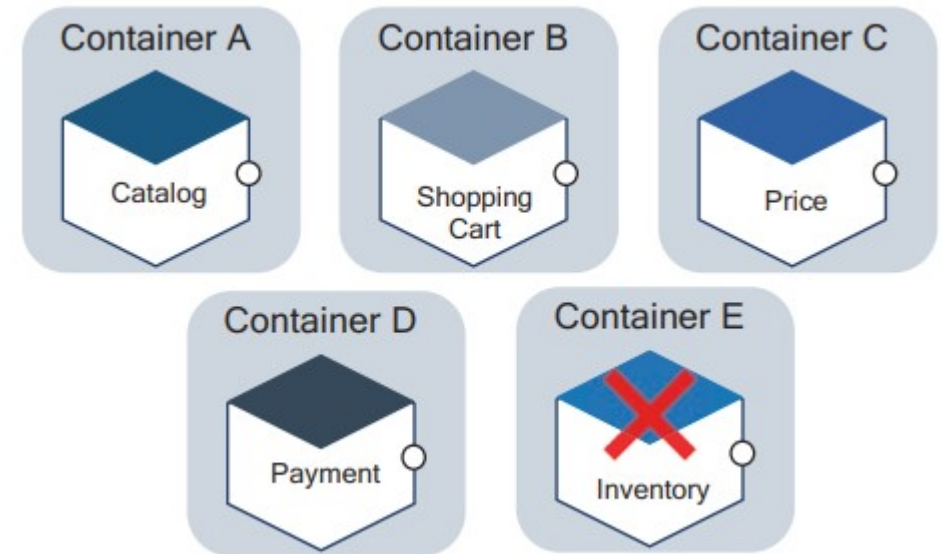 Container A
Container B
Container C
Catalog
Shopping
Cart
Price
Container D
Container E
Payment
Inventory